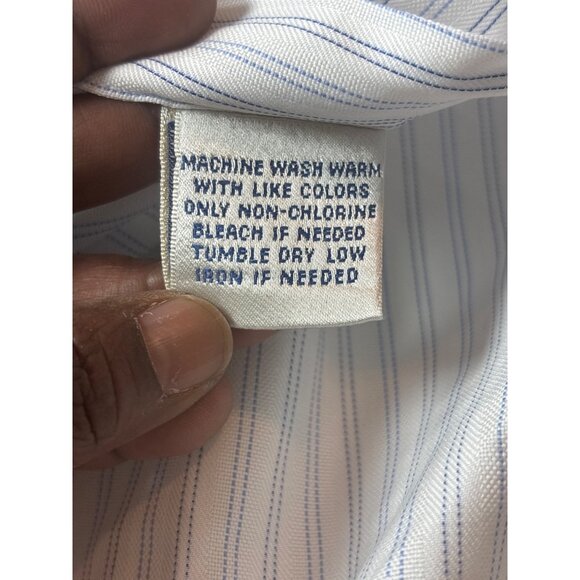 MACHINE WASH WARM
WITH LIKE COLORS
ONLY NON-CHLORINE
BLEACH IF NEEDED
TUMBLE DRY LOW
IRON IF NEEDED